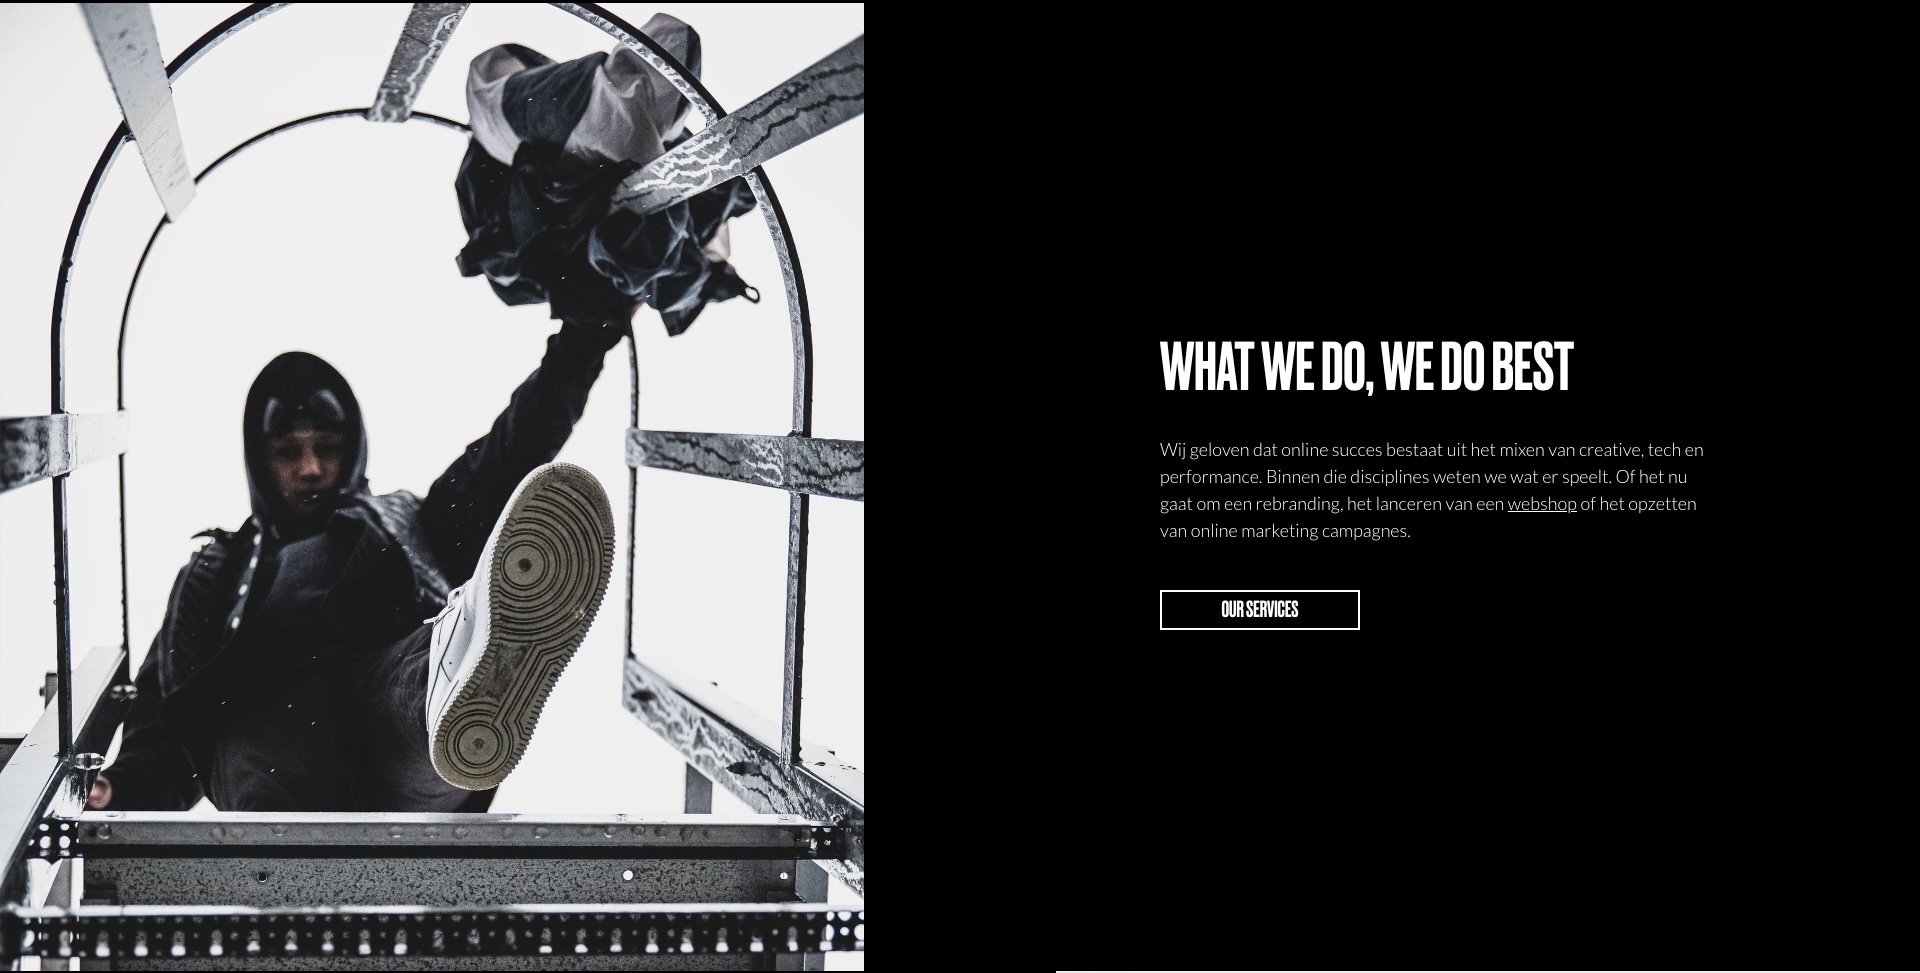 WHAT WE DO, WE DO BEST
Wij geloven dat online succes bestaat uit het mixen van creative, tech en
performance. Binnen die disciplines weten we wat er speelt. Of het nu
gaat om een rebranding, het lanceren van een webshop of het opzetten
van online marketing campagnes.
OUR SERVICES